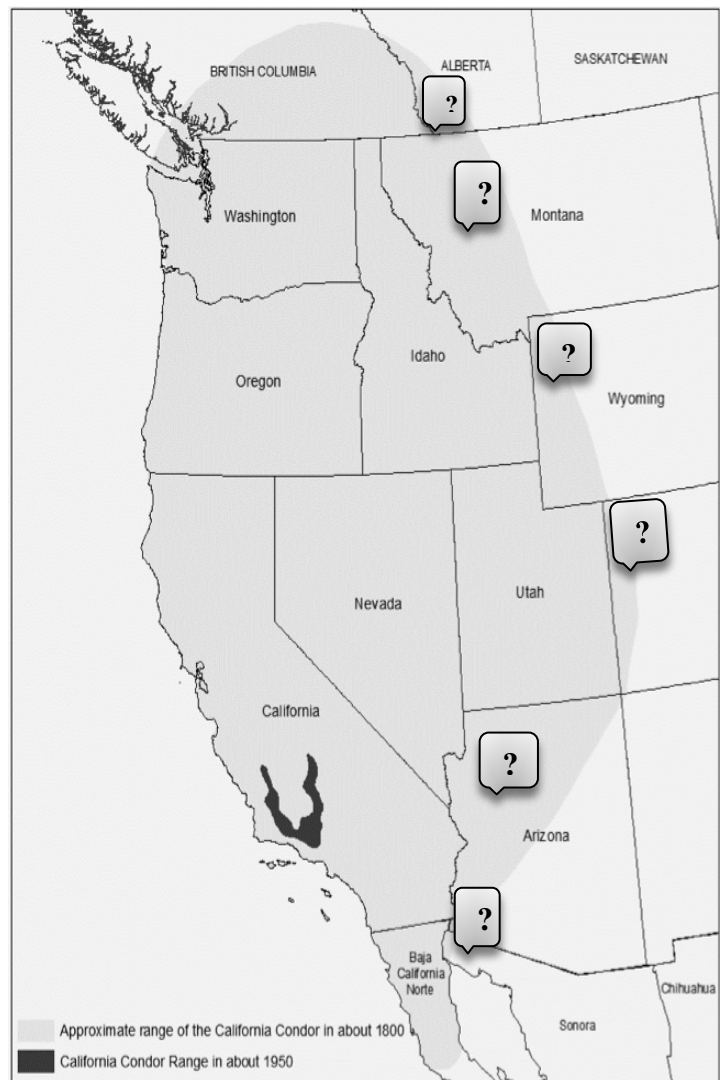 BRITISH COLUMBIA
ALBERTA
SASKATCHEWAN
?
?
Washington
Montana
?
Idaho
Oregon
Wyoming
?
Utah
Nevada
California
?
Arizona
?
Baja
California
Norte
Chihuahua
Sonora
Approximate range of the California Condor in about 1800
California Condor Range in about 1950